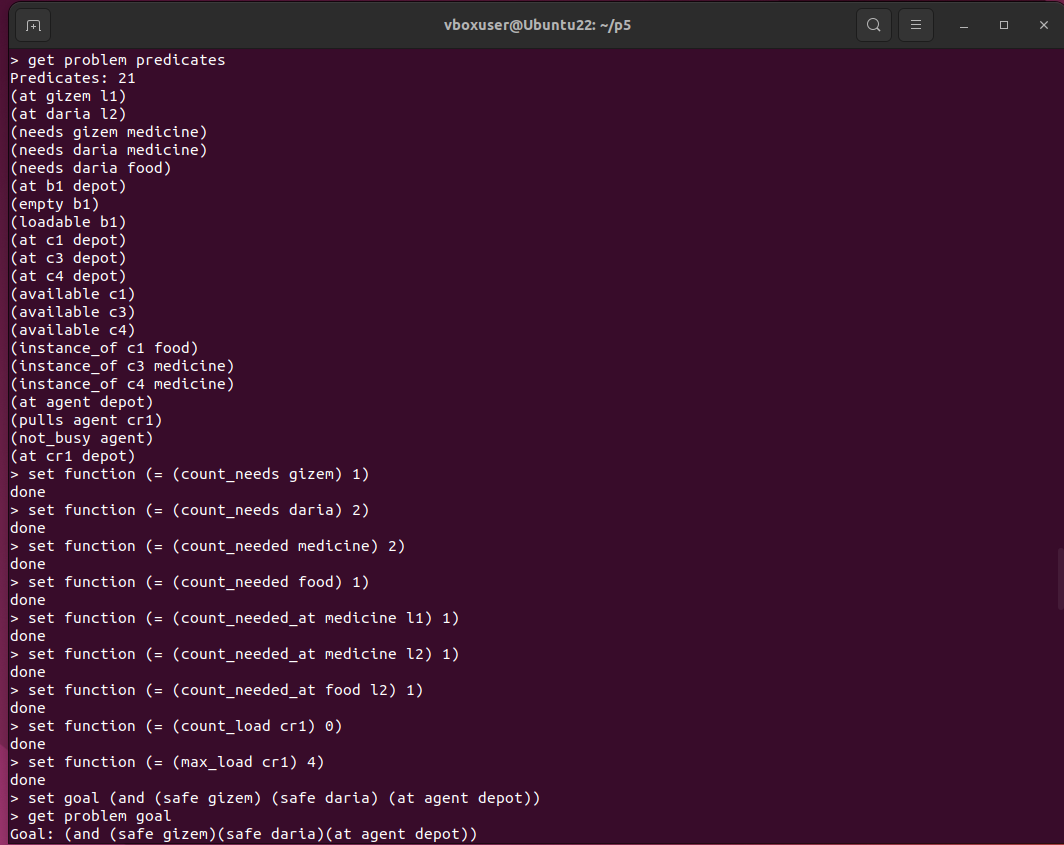 vboxuser@Ubuntu22: ~/p5
> get problem predicates
Predicates: 21
(at gizem l1)
(at daria l2)
(needs gizem medicine)
(needs daria medicine)
(needs daria food)
(at b1 depot)
(empty b1)
(loadable b1)
(at c1 depot)
(at c3 depot)
(at c4 depot)
(available c1)
(available c3)
(available c4)
(instance_of c1 food)
(instance_of c3 medicine)
(instance_of c4 medicine)
(at agent depot)
(pulls agent cr1)
(not_busy agent)
(at cr1 depot)
> set function (= (count_needs gizem) 1)
done
> set function (= (count_needs daria) 2)
done
> set function (= (count_needed medicine) 2)
done
> set function (= (count_needed food) 1)
done
> set function (= (count_needed_at medicine l1) 1)
done
> set function (= (count_needed_at medicine l2) 1)
done
> set function (= (count_needed_at food l2) 1)
done
> set function (= (count_load cr1) 0)
done
> set function (= (max_load cr1) 4)
done
> set goal (and (safe gizem) (safe daria) (at agent depot))
> get problem goal
Goal: (and (safe gizem)(safe daria)(at agent depot))